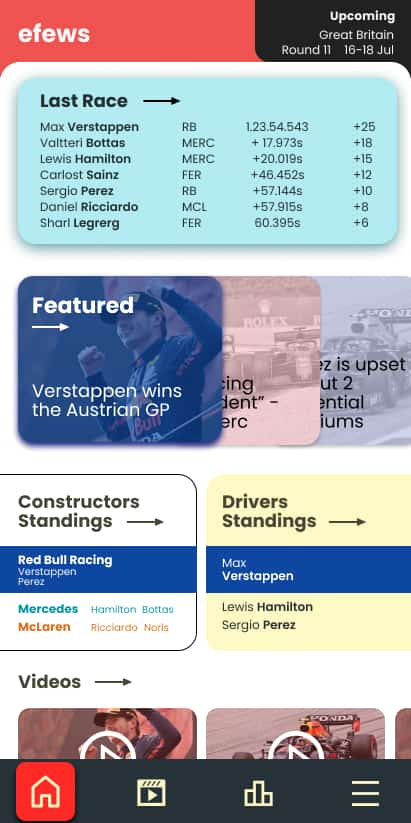 efews
Upcoming
Great Britain
Round 11 16-18 Jul
Last Race
Max Verstappen RB 1.23.54.543 +25
Valtteri Bottas MERC + 17.973s +18
Lewis Hamilton MERC +20.019s +15
Carlost Sainz FER +46.452s +12
Sergio Perez RB +57.144s +10
Daniel Ricciardo MCL +57.915s +8
Sharl Legrerg FER 60.395s +6
Featured
Verstappen wins
the Austrian GP
ROLEX
cing
dent” -
erc
HONDA
ez is upset
ut 2
ential
iums
Constructors
Standings
Red Bull Racing
Verstappen
Perez
Mercedes Hamilton Bottas
McLaren Ricciardo Noris
Drivers
Standings
Max
Verstappen
Lewis Hamilton
Sergio Perez
Videos
HONDA